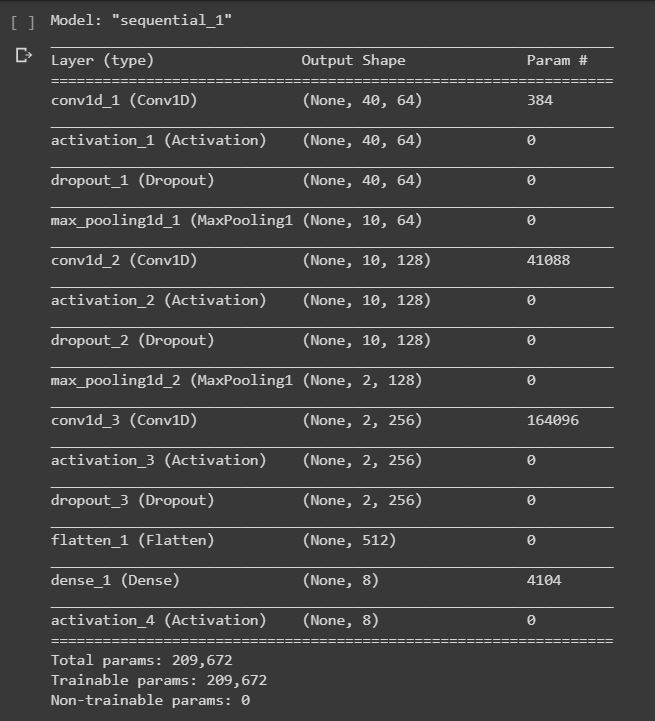 [ ] Model: "sequential_1"
Layer (type) Output Shape Param #
=================================================================
conv1d_1 (Conv1D) (None, 40, 64) 384
activation_1 (Activation) (None, 40, 64) 0
dropout_1 (Dropout) (None, 40, 64) 0
max_pooling1d_1 (MaxPooling1 (None, 10, 64) 0
conv1d_2 (Conv1D) (None, 10, 128) 41088
activation_2 (Activation) (None, 10, 128) 0
dropout_2 (Dropout) (None, 10, 128) 0
max_pooling1d_2 (MaxPooling1 (None, 2, 128) 0
conv1d_3 (Conv1D) (None, 2, 256) 164096
activation_3 (Activation) (None, 2, 256) 0
dropout_3 (Dropout) (None, 2, 256) 0
flatten_1 (Flatten) (None, 512) 0
dense_1 (Dense) (None, 8) 4104
activation_4 (Activation) (None, 8) 0
=================================================================
Total params: 209,672
Trainable params: 209,672
Non-trainable params: 0